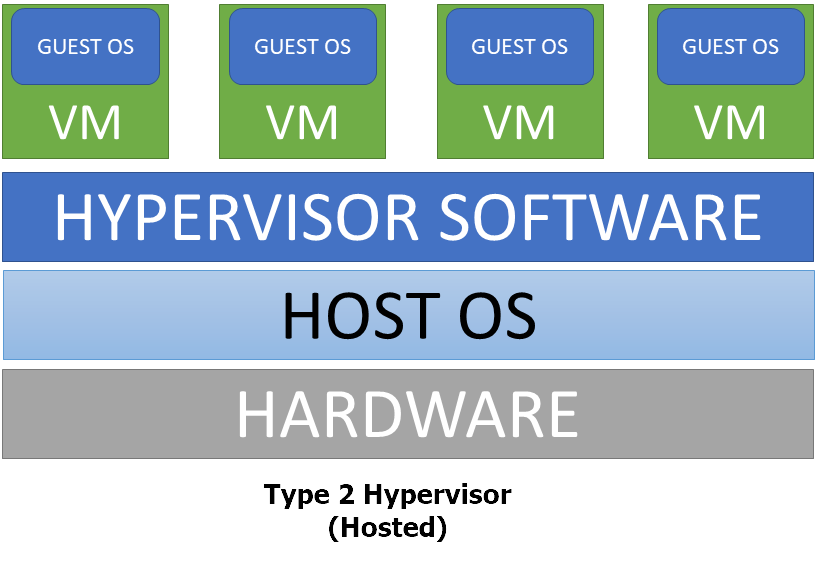 GUEST OS
GUEST OS
GUEST OS
GUEST OS
VM
VM
VM
VM
HYPERVISOR SOFTWARE
HOST OS
HARDWARE
Type 2 Hypervisor
(Hosted)